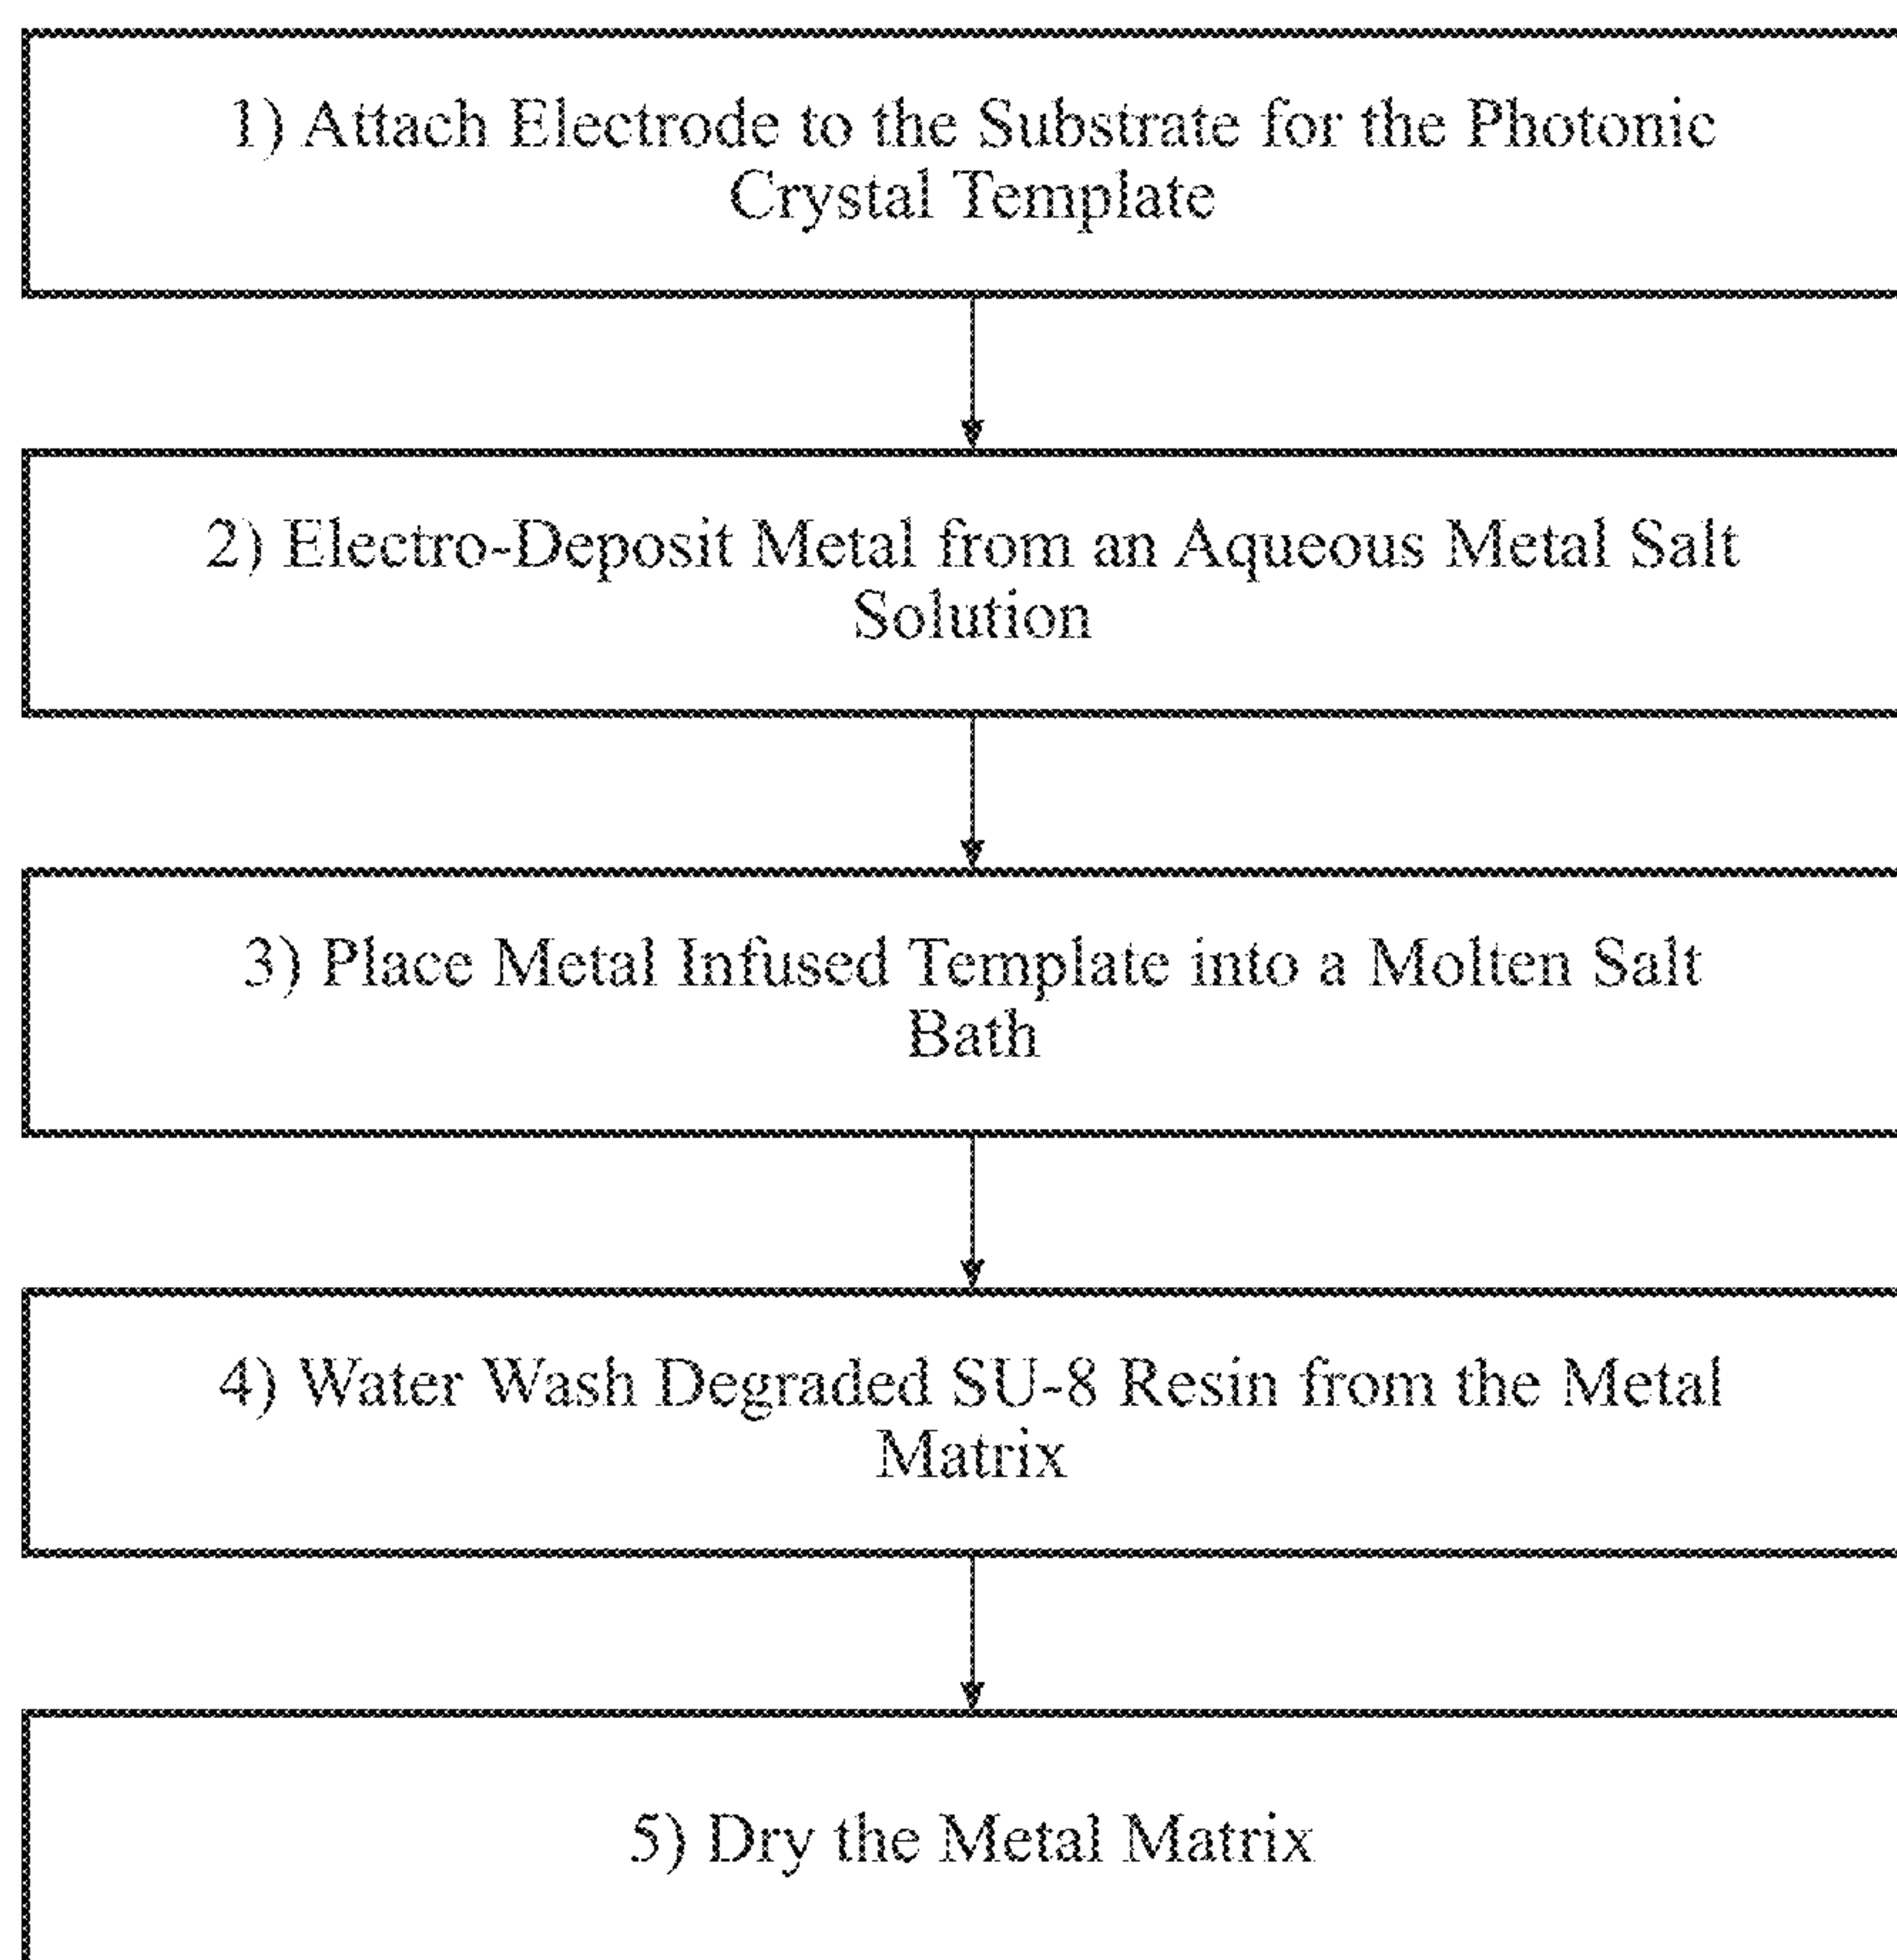 1) Attach Electrode to the Substrate for the Photonic
Crystal Template
2) Electro-Deposit Metal from an Aqueous Metal Salt
Solution
3) Place Metal Infused Template into a Molten Salt
Bath
4) Water Wash Degraded SU-8 Resin from the Metal
Matrix
5) Dry the Metal Matrix